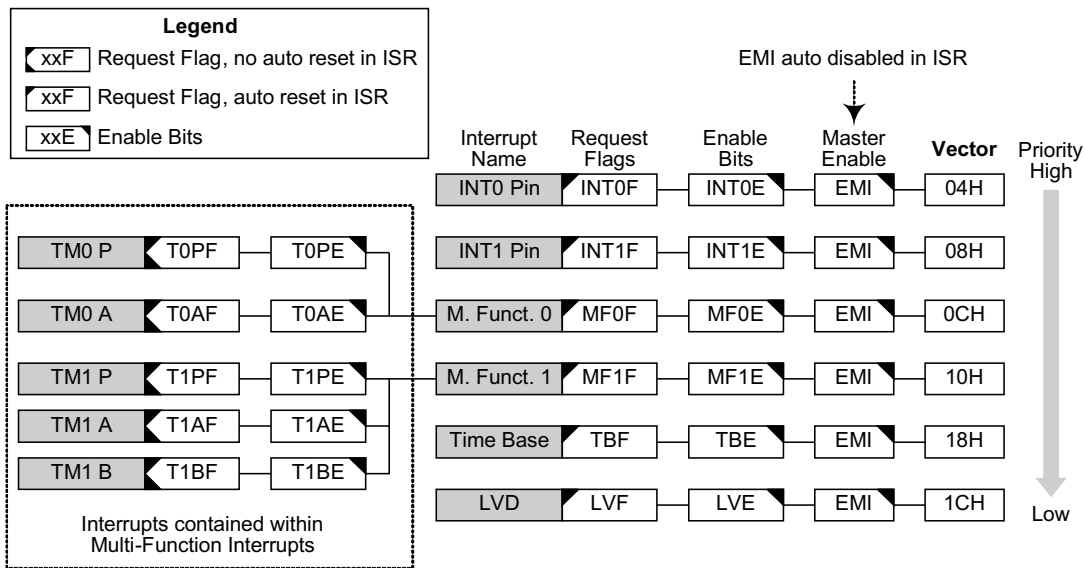 Legend
xxF Request Flag, no auto reset in ISR
xxF Request Flag, auto reset in ISR
xxE Enable Bits
EMI auto disabled in ISR
Interrupt Name
Request Flags
Enable Bits
Master Enable
Vector
Priority High
INT0 Pin INT0F INT0E EMI 04H
TM0 P T0PF T0PE
INT1 Pin INT1F INT1E EMI 08H
TM0 A T0AF T0AE
M. Funct. 0 MF0F MF0E EMI 0CH
TM1 P T1PF T1PE
M. Funct. 1 MF1F MF1E EMI 10H
TM1 A T1AF T1AE
Time Base TBF TBE EMI 18H
TM1 B T1BF T1BE
LVD LVF LVE EMI 1CH
Low
Interrupts contained within
Multi-Function Interrupts